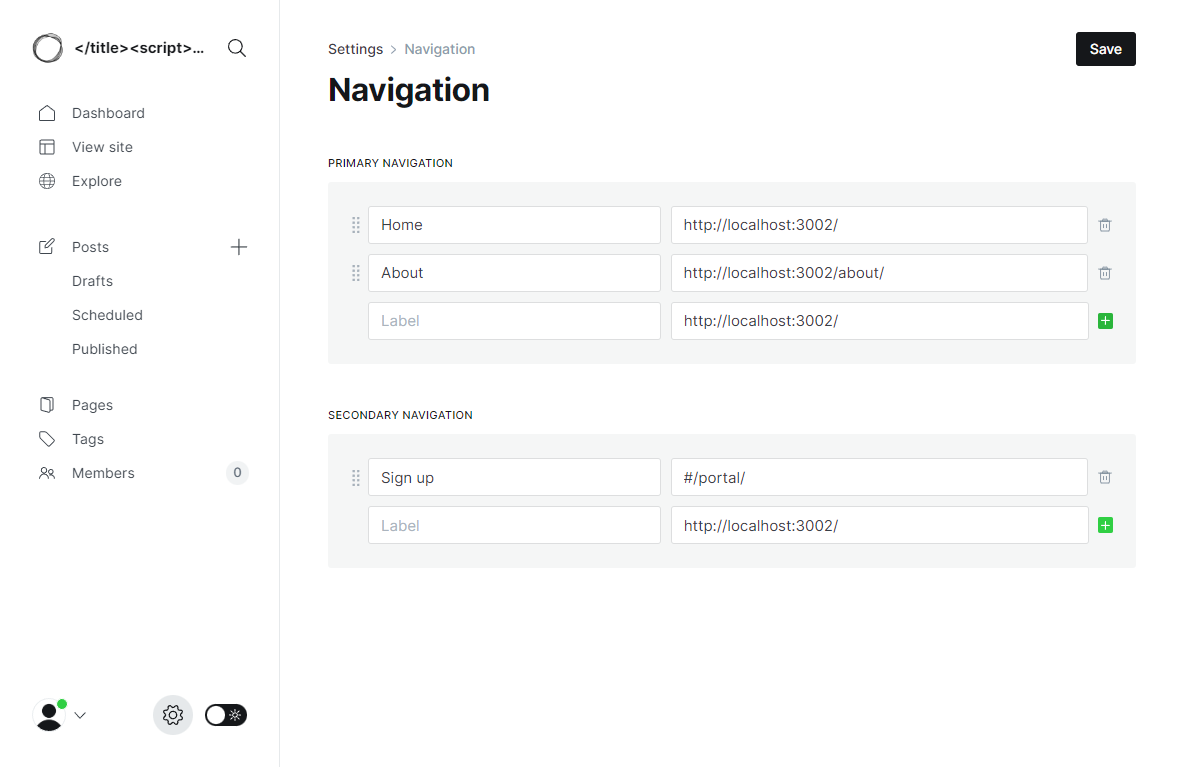 </title><script>...
Dashboard
View site
Explore
Posts
Drafts
Scheduled
Published
Pages
Tags
Members 0
Settings > Navigation
Save
Navigation
PRIMARY NAVIGATION
Home http://localhost:3002/
About http://localhost:3002/about/
Label http://localhost:3002/
SECONDARY NAVIGATION
Sign up #/portal/
Label http://localhost:3002/